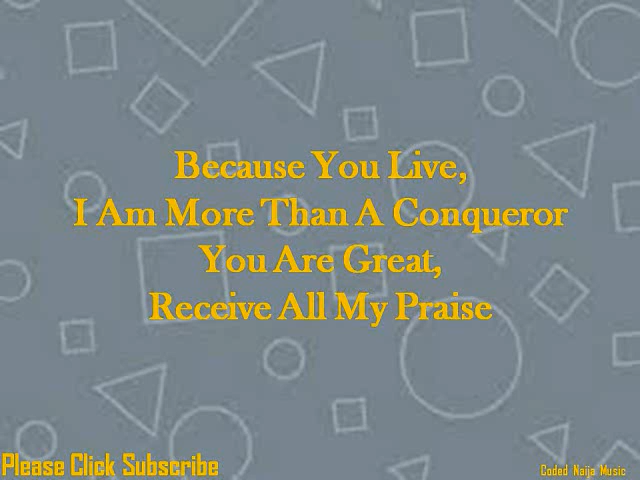 Because You Live,
I Am More Than A Conqueror
You Are Great,
Receive All My Praise
Please Click Subscribe
Coded Naija Music